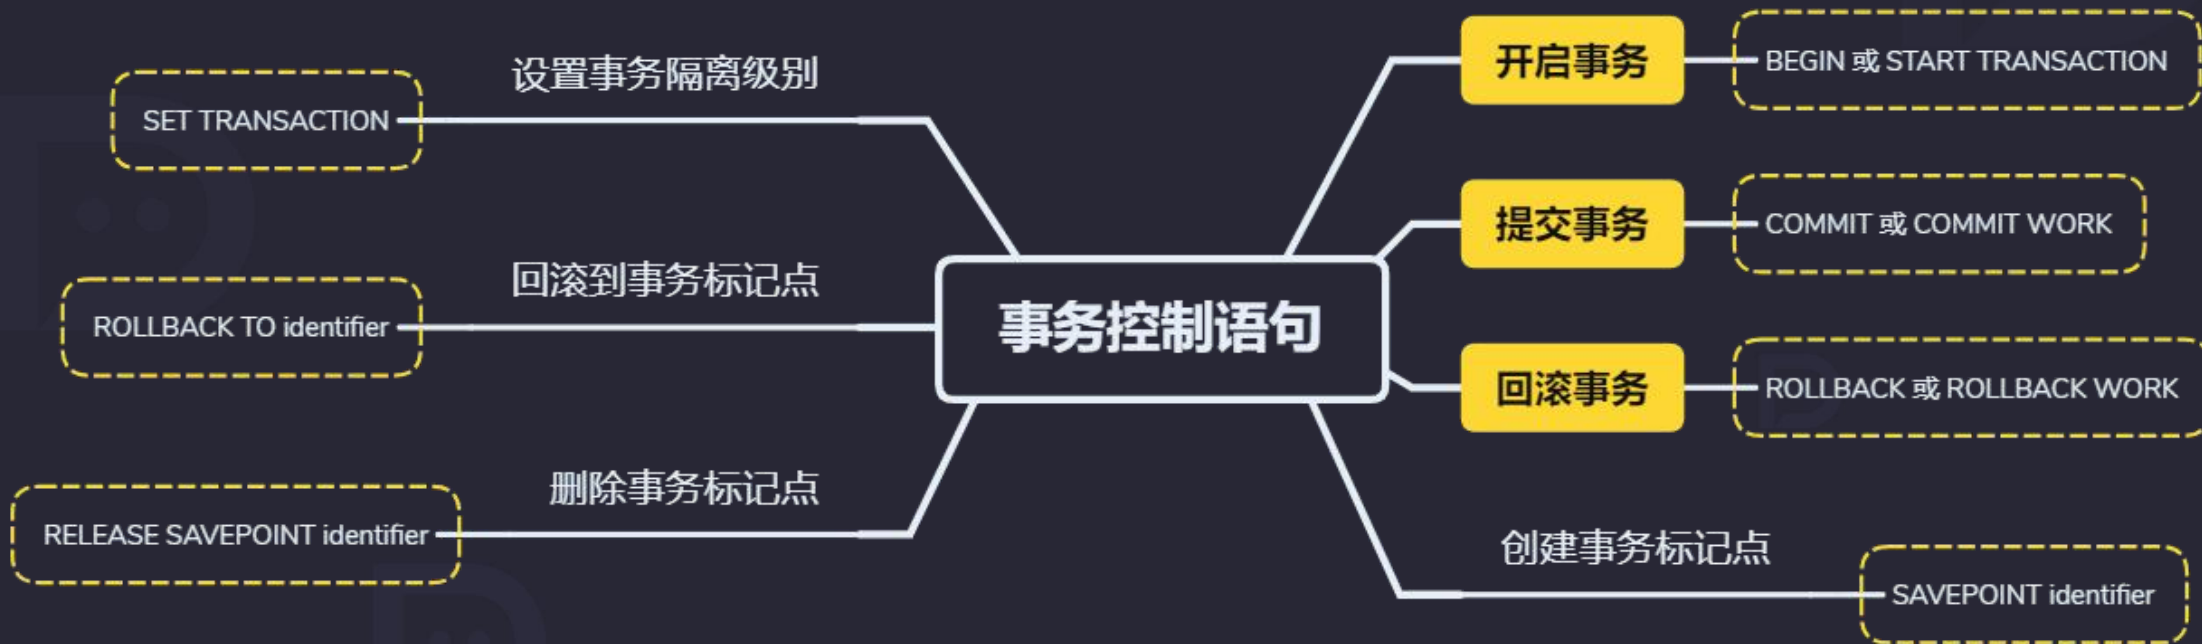 事务控制语句
开启事务
BEGIN 或 START TRANSACTION
提交事务
COMMIT 或 COMMIT WORK
回滚事务
ROLLBACK 或 ROLLBACK WORK
创建事务标记点
SAVEPOINT identifier
设置事务隔离级别
SET TRANSACTION
回滚到事务标记点
ROLLBACK TO identifier
删除事务标记点
RELEASE SAVEPOINT identifier